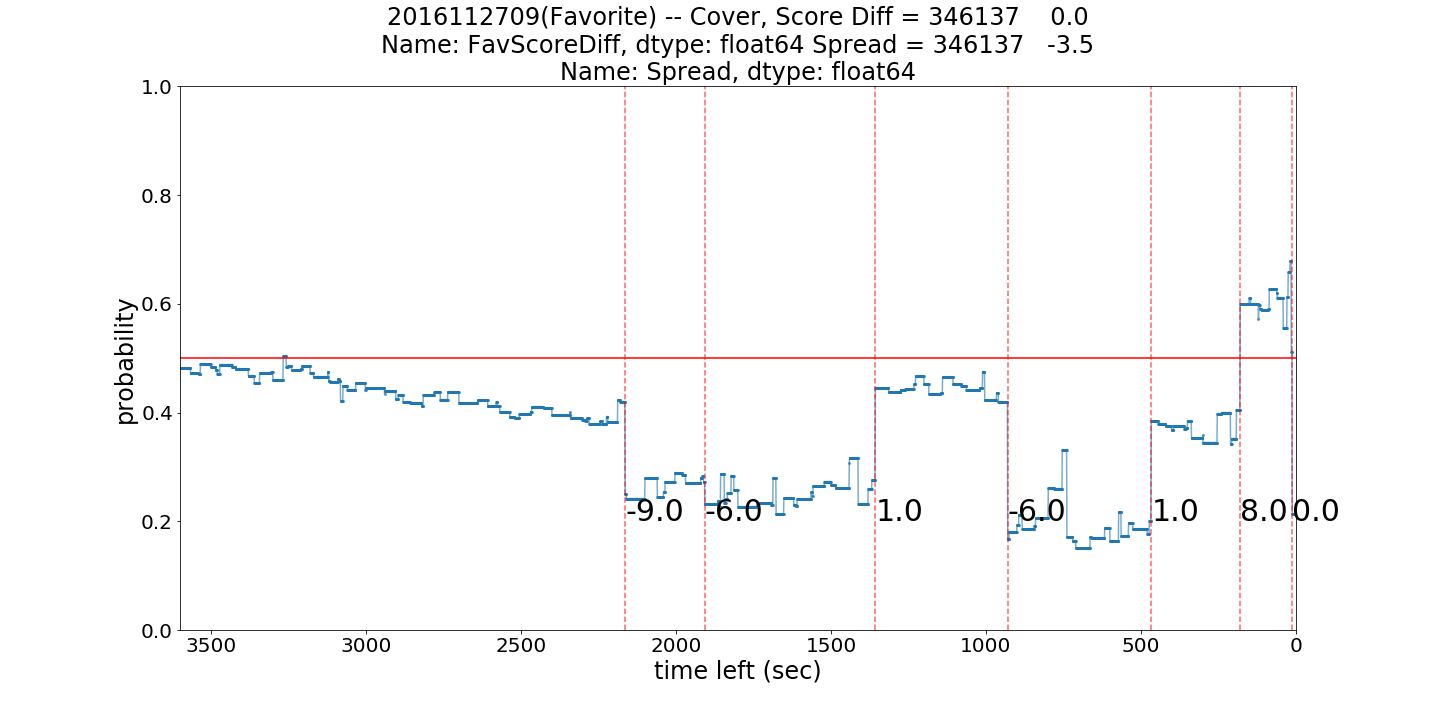 2016112709(Favorite) -- Cover, Score Diff = 346137    0.0
Name: FavScoreDiff, dtype: float64 Spread = 346137   -3.5
Name: Spread, dtype: float64
1.0
0.8
0.6
0.4
0.2
0.0
probability
-9.0 -6.0 1.0 -6.0 1.0 8.0 0.0
3500 3000 2500 2000 1500 1000 500 0
time left (sec)